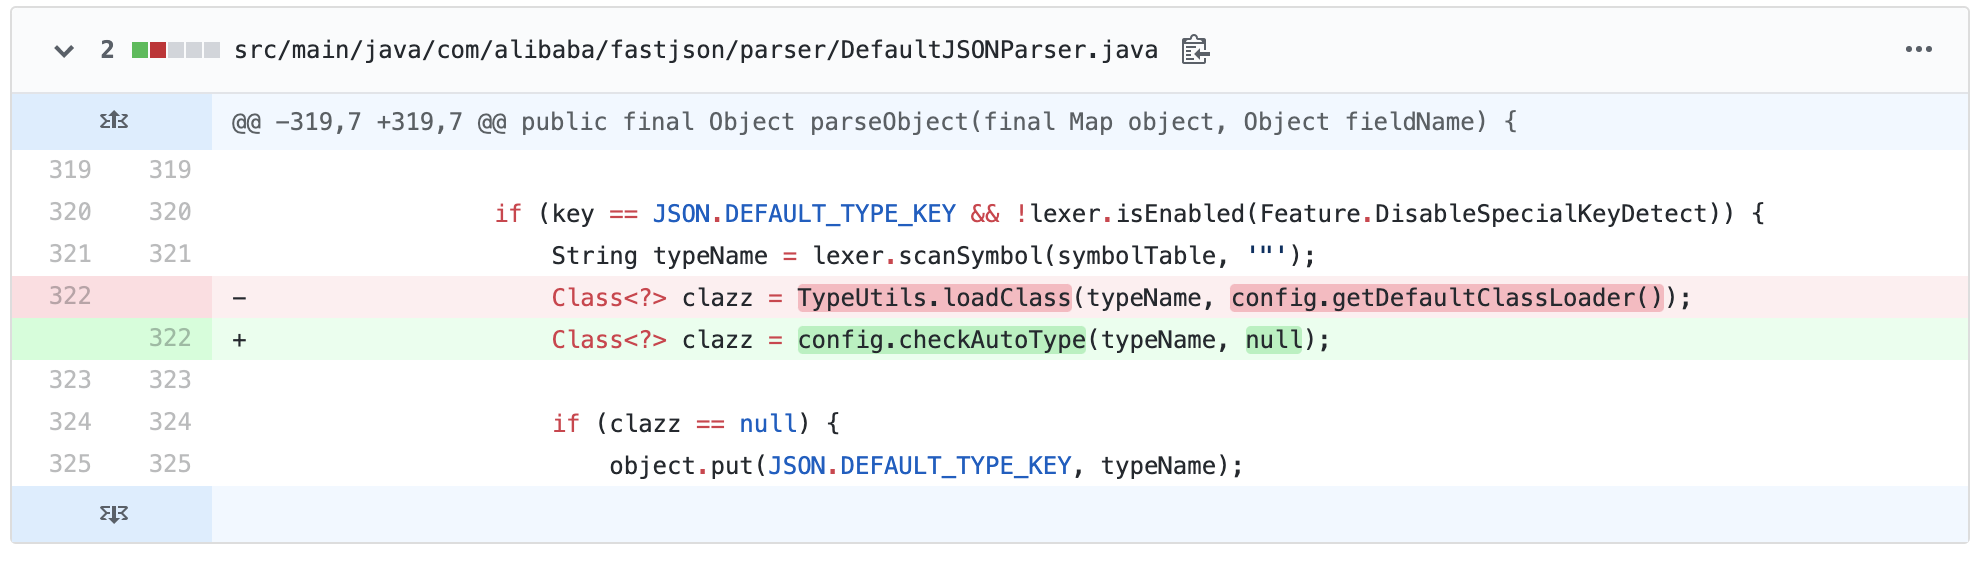 2 src/main/java/com/alibaba/fastjson/parser/DefaultJSONParser.java
@@ -319,7 +319,7 @@ public final Object parseObject(final Map object, Object fieldName) {
319 319
320 320 if (key == JSON.DEFAULT_TYPE_KEY && !lexer.isEnabled(Feature.DisableSpecialKeyDetect)) {
321 321 String typeName = lexer.scanSymbol(symbolTable, '"');
322 - Class<?> clazz = TypeUtils.loadClass(typeName, config.getDefaultClassLoader());
322 + Class<?> clazz = config.checkAutoType(typeName, null);
323 323
324 324 if (clazz == null) {
325 325 object.put(JSON.DEFAULT_TYPE_KEY, typeName);